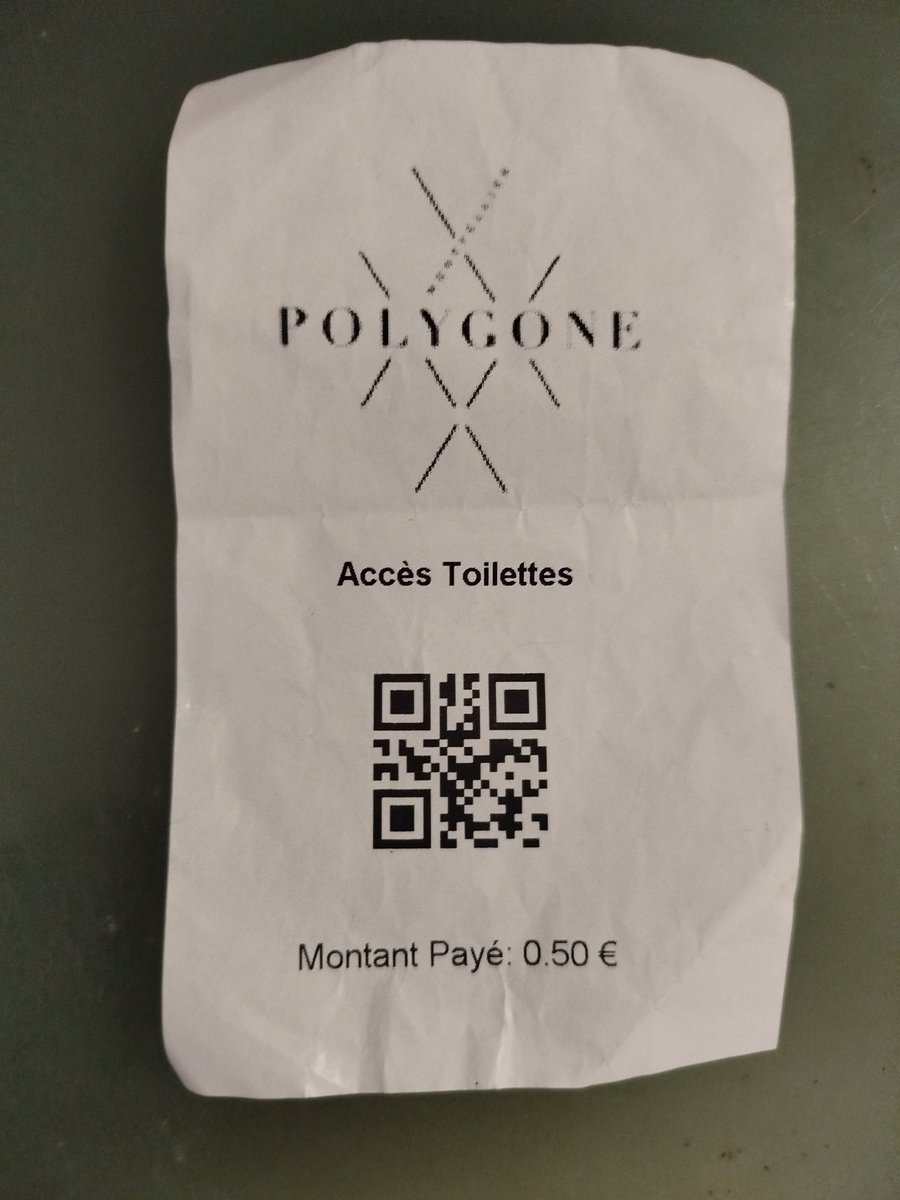 POLYGONE
Accès Toilettes
Montant Payé: 0.50 €